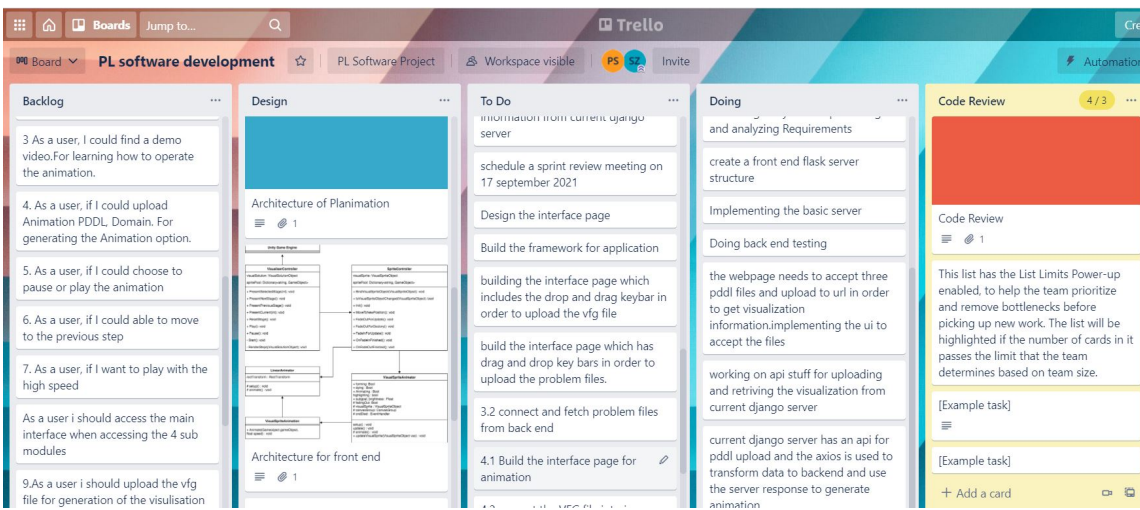 Boards
Jump to...
Trello
Cre
Board
PL software development
PL Software Project
Workspace visible
PS
SZ
Invite
Automation
Backlog
3 As a user, I could find a demo
video.For learning how to operate
the animation.
4. As a user, if I could upload
Animation PDDL, Domain. For
generating the Animation option.
5. As a user, if I could choose to
pause or play the animation
6. As a user, if I could able to move
to the previous step
7. As a user, if I want to play with the
high speed
As a user i should access the main
interface when accessing the 4 sub
modules
9.As a user i should upload the vfg
file for generation of the visulisation
Design
Architecture of Planimation
1
Unity Game Engine
VisualiserController
SpriteController
LinearAnimator
VisualSpriteAnimator
VisualSpriteAnimation
Architecture for front end
1
To Do
information from current django
server
schedule a sprint review meeting on
17 september 2021
Design the interface page
Build the framework for application
building the interface page which
includes the drop and drag keybar in
order to upload the vfg file
build the interface page which has
drag and drop key bars in order to
upload the problem files.
3.2 connect and fetch problem files
from back end
4.1 Build the interface page for
animation
Doing
and analyzing Requirements
create a front end flask server
structure
Implementing the basic server
Doing back end testing
the webpage needs to accept three
pddl files and upload to url in order
to get visualization
information.implementing the ui to
accept the files
working on api stuff for uploading
and retriving the visualization from
current django server
current django server has an api for
pddl upload and the axios is used to
transform data to backend and use
the server response to generate
animation
Code Review
4 / 3
Code Review
1
This list has the List Limits Power-up
enabled, to help the team prioritize
and remove bottlenecks before
picking up new work. The list will be
highlighted if the number of cards in it
passes the limit that the team
determines based on team size.
[Example task]
[Example task]
+ Add a card